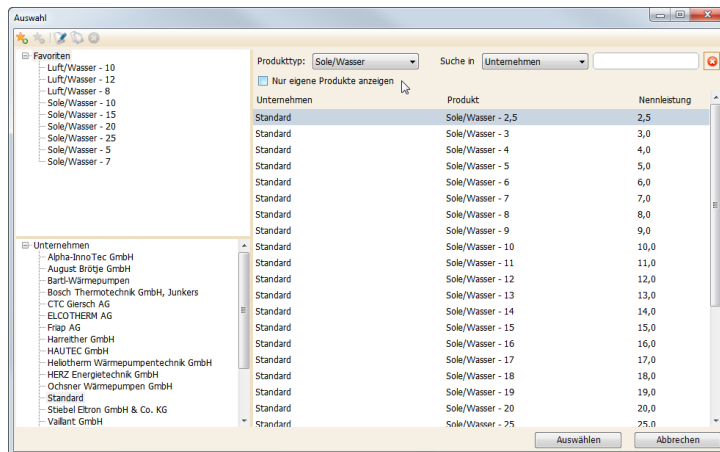 Auswahl
Favoriten
Luft/Wasser - 10
Luft/Wasser - 12
Luft/Wasser - 8
Sole/Wasser - 10
Sole/Wasser - 15
Sole/Wasser - 20
Sole/Wasser - 25
Sole/Wasser - 5
Sole/Wasser - 7
Unternehmen
Alpha-InnoTec GmbH
August Brötje GmbH
Bartl-Wärmepumpen
Bosch Thermotechnik GmbH, Junkers
CTC Giersch AG
ELCOTHERM AG
Friap AG
Harreither GmbH
HAUTEC GmbH
Heliotherm Wärmepumpentechnik GmbH
HERZ Energietechnik GmbH
Ochsner Wärmepumpen GmbH
Standard
Stiebel Eltron GmbH & Co. KG
Vaillant GmbH
Produkttyp: Sole/Wasser Suche in Unternehmen
Nur eigene Produkte anzeigen
Unternehmen Produkt Nennleistung
Standard Sole/Wasser - 2,5 2,5
Standard Sole/Wasser - 3 3,0
Standard Sole/Wasser - 4 4,0
Standard Sole/Wasser - 5 5,0
Standard Sole/Wasser - 6 6,0
Standard Sole/Wasser - 7 7,0
Standard Sole/Wasser - 8 8,0
Standard Sole/Wasser - 9 9,0
Standard Sole/Wasser - 10 10,0
Standard Sole/Wasser - 11 11,0
Standard Sole/Wasser - 12 12,0
Standard Sole/Wasser - 13 13,0
Standard Sole/Wasser - 14 14,0
Standard Sole/Wasser - 15 15,0
Standard Sole/Wasser - 16 16,0
Standard Sole/Wasser - 17 17,0
Standard Sole/Wasser - 18 18,0
Standard Sole/Wasser - 19 19,0
Standard Sole/Wasser - 20 20,0
Standard Sole/Wasser - 25 25,0
Auswählen Abbrechen